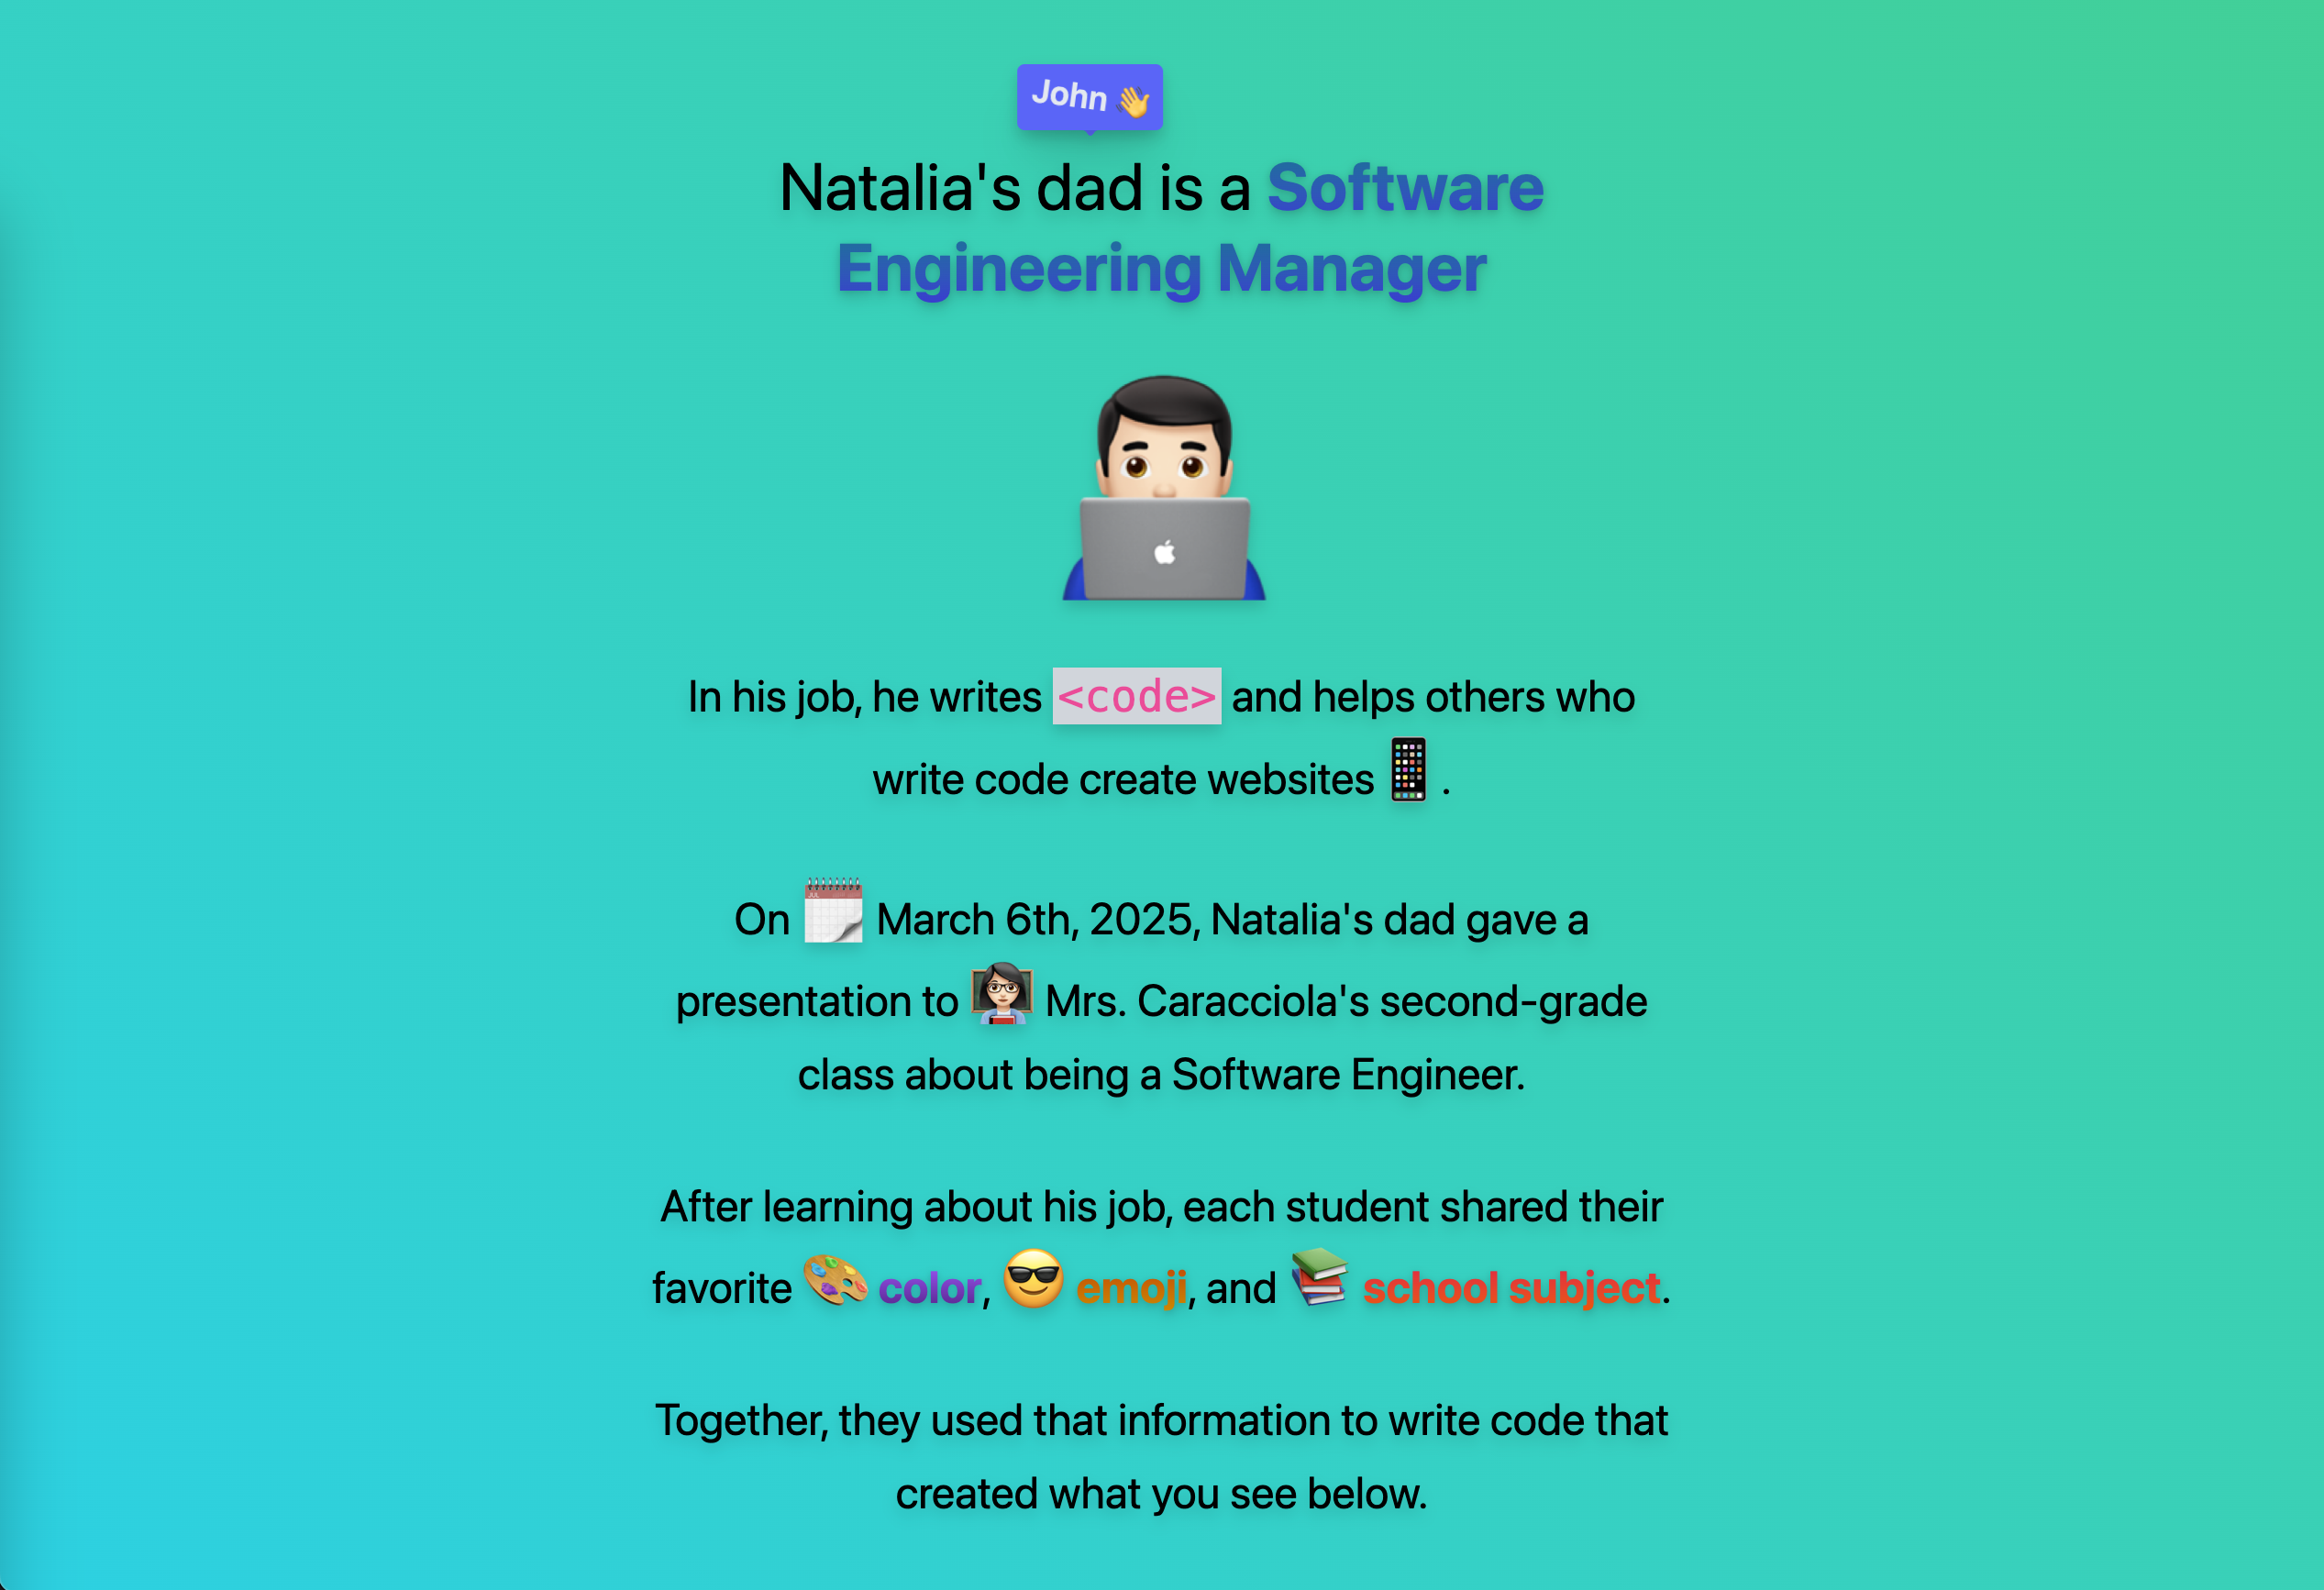 John 👋
Natalia's dad is a Software
Engineering Manager
In his job, he writes <code> and helps others who
write code create websites 📱.
On 🗓️ March 6th, 2025, Natalia's dad gave a
presentation to 👩🏻‍🏫 Mrs. Caracciola's second-grade
class about being a Software Engineer.
After learning about his job, each student shared their
favorite 🎨 color, 😎 emoji, and 📚 school subject.
Together, they used that information to write code that
created what you see below.